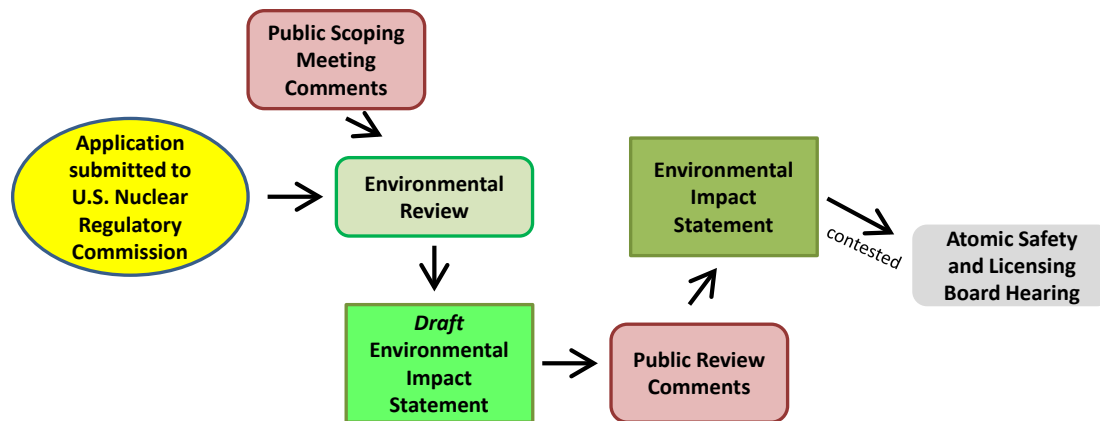 Public Scoping
Meeting
Comments
Application
submitted to
U.S. Nuclear
Regulatory
Commission
Environmental
Review
Draft
Environmental
Impact
Statement
Public Review
Comments
Environmental
Impact
Statement
contested
Atomic Safety
and Licensing
Board Hearing